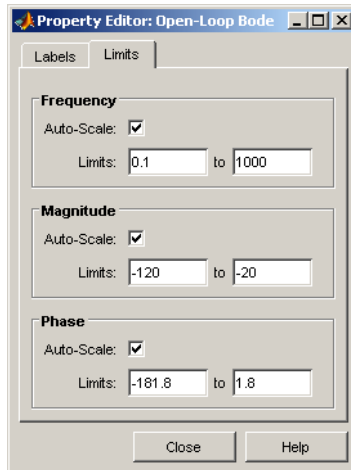 Property Editor: Open-Loop Bode
Labels Limits
Frequency
Auto-Scale:
Limits: 0.1 to 1000
Magnitude
Auto-Scale:
Limits: -120 to -20
Phase
Auto-Scale:
Limits: -181.8 to 1.8
Close Help